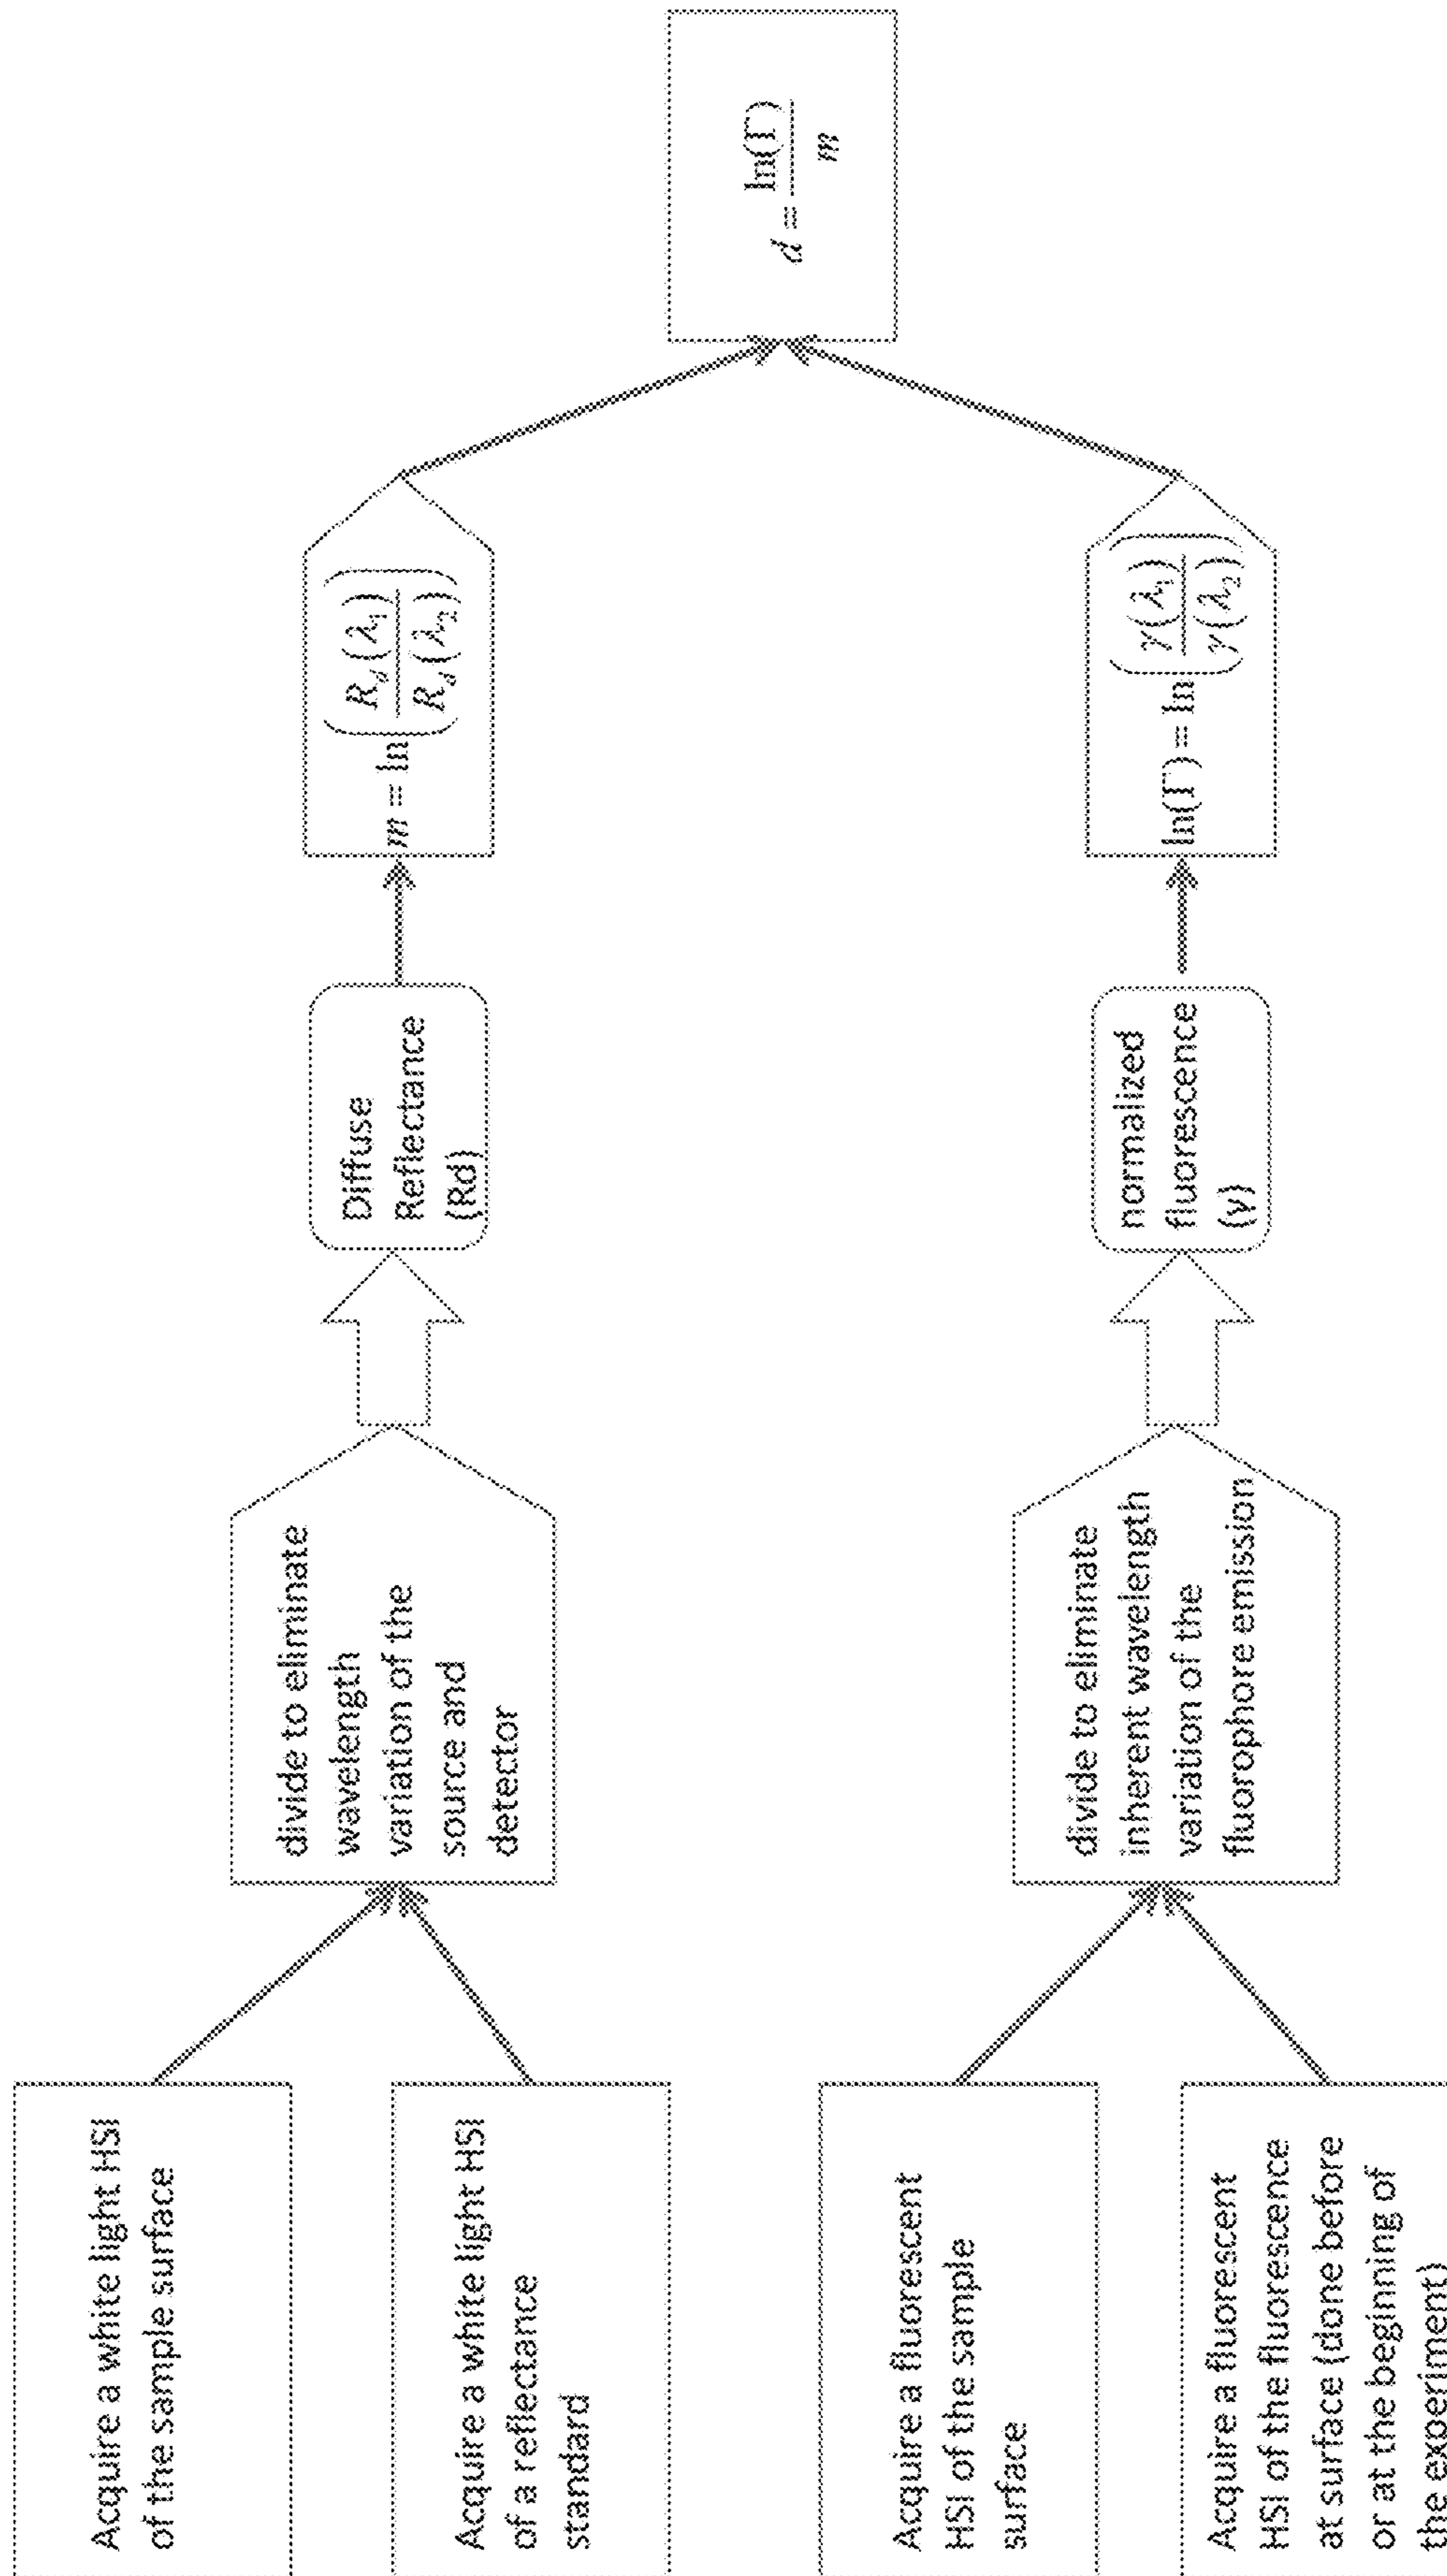 Acquire a white light HSI
of the sample surface
Acquire a white light HSI
of a reflectance
standard
divide to eliminate
wavelength
variation of the
source and
detector
Diffuse
Reflectance
(Rd)
m = ln(R_d(λ₁)/R_d(λ₂))
Acquire a fluorescent
HSI of the sample
surface
Acquire a fluorescent
HSI of the fluorescence
at surface (done before
or at the beginning of
the experiment)
divide to eliminate
inherent wavelength
variation of the
fluorophore emission
normalized
fluorescence
(γ)
ln(Γ) = ln(γ(λ₁)/γ(λ₂))
d = ln(Γ)/m